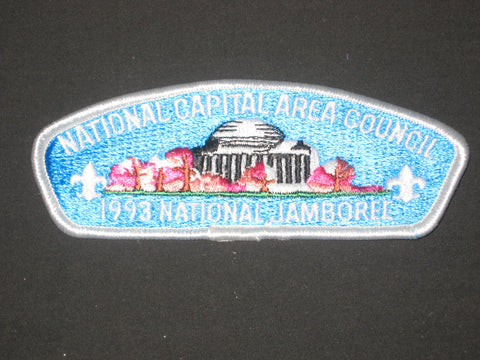 NATIONAL CAPITAL AREA COUNCIL
1993 NATIONAL JAMBOREE